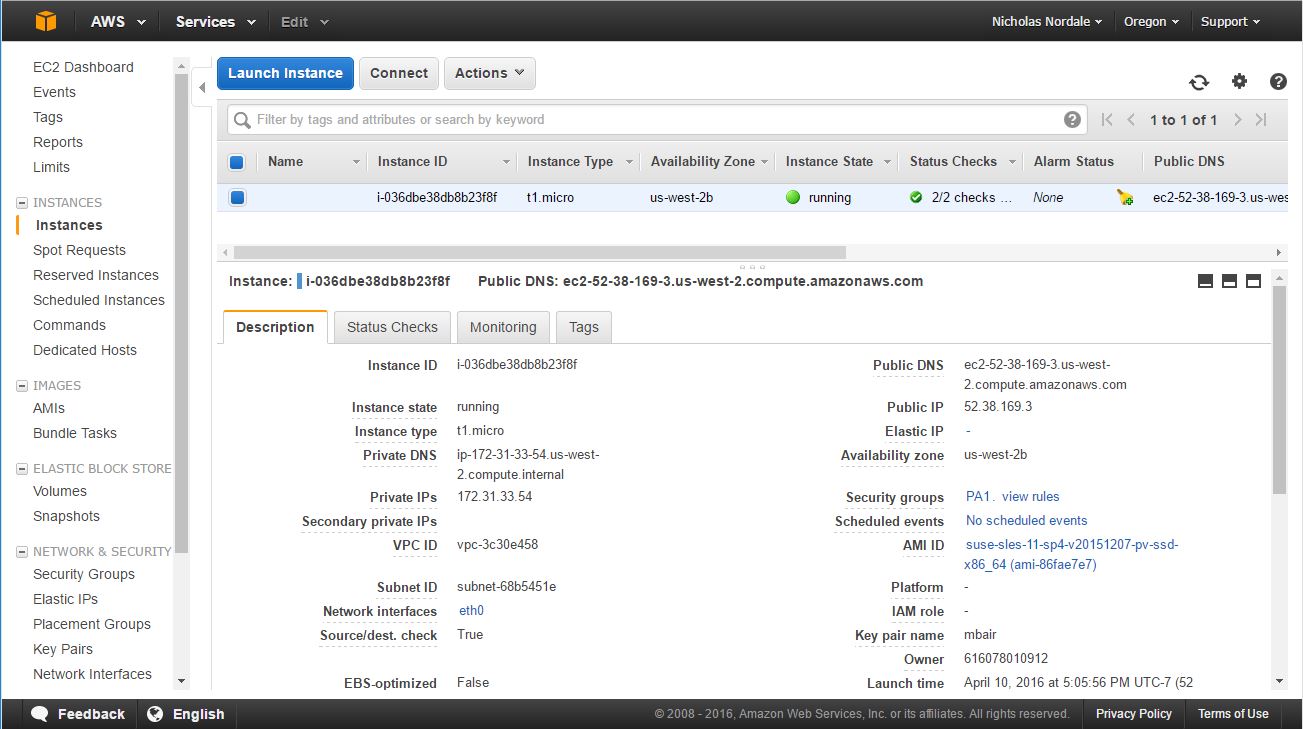 AWS Services Edit Nicholas Nordale Oregon Support
EC2 Dashboard
Events
Tags
Reports
Limits
INSTANCES
Instances
Spot Requests
Reserved Instances
Scheduled Instances
Commands
Dedicated Hosts
IMAGES
AMIs
Bundle Tasks
ELASTIC BLOCK STORE
Volumes
Snapshots
NETWORK & SECURITY
Security Groups
Elastic IPs
Placement Groups
Key Pairs
Network Interfaces
Launch Instance Connect Actions
Filter by tags and attributes or search by keyword 1 to 1 of 1
Name Instance ID Instance Type Availability Zone Instance State Status Checks Alarm Status Public DNS
i-036dbe38db8b23f8f t1.micro us-west-2b running 2/2 checks ... None ec2-52-38-169-3.us-wes
Instance: i-036dbe38db8b23f8f Public DNS: ec2-52-38-169-3.us-west-2.compute.amazonaws.com
Description Status Checks Monitoring Tags
Instance ID i-036dbe38db8b23f8f Public DNS ec2-52-38-169-3.us-west-
2.compute.amazonaws.com
Instance state running Public IP 52.38.169.3
Instance type t1.micro Elastic IP -
Private DNS ip-172-31-33-54.us-west- Availability zone us-west-2b
2.compute.internal
Private IPs 172.31.33.54 Security groups PA1. view rules
Secondary private IPs Scheduled events No scheduled events
VPC ID vpc-3c30e458 AMI ID suse-sles-11-sp4-v20151207-pv-ssd-
x86_64 (ami-86fae7e7)
Subnet ID subnet-68b5451e Platform -
Network interfaces eth0 IAM role -
Source/dest. check True Key pair name mbair
Owner 616078010912
EBS-optimized False Launch time April 10, 2016 at 5:05:56 PM UTC-7 (52
Feedback English © 2008 - 2016, Amazon Web Services, Inc. or its affiliates. All rights reserved. Privacy Policy Terms of Use